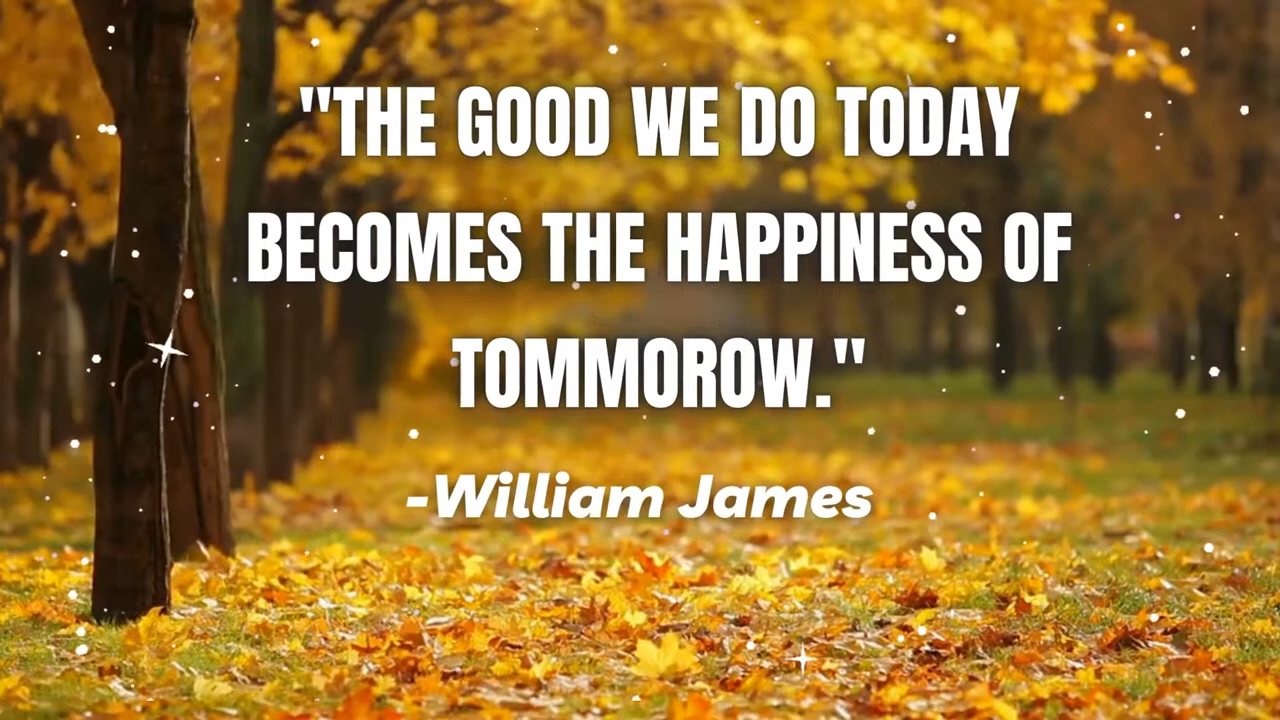 "THE GOOD WE DO TODAY
BECOMES THE HAPPINESS OF
TOMMOROW."
-William James